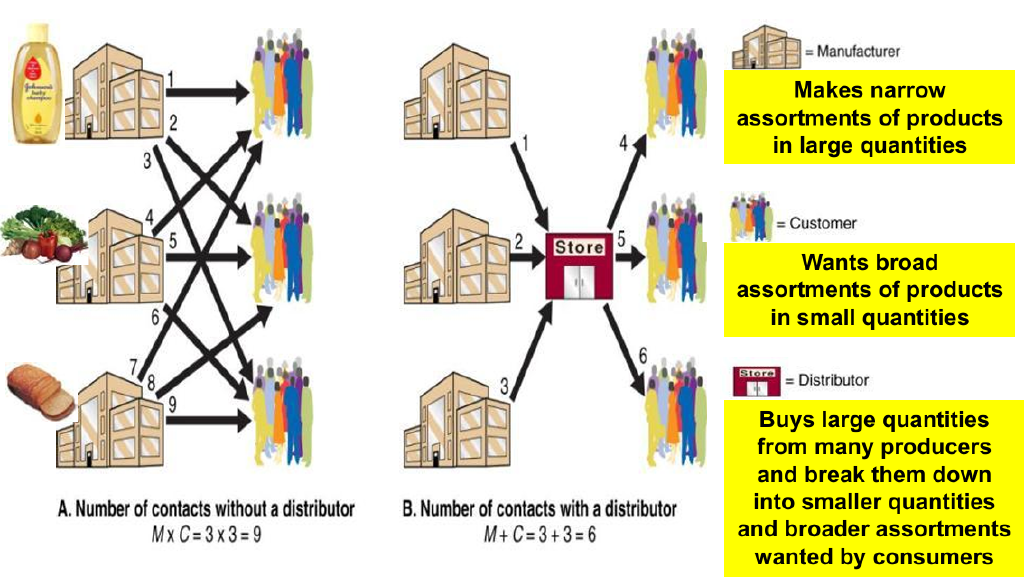 Johnson's
baby
shampoo
1
2
3
4
5
6
7
8
9
A. Number of contacts without a distributor
M x C = 3 x 3 = 9
1
2
3
4
5
6
Store
B. Number of contacts with a distributor
M + C = 3 + 3 = 6
= Manufacturer
Makes narrow
assortments of products
in large quantities
= Customer
Wants broad
assortments of products
in small quantities
Store
= Distributor
Buys large quantities
from many producers
and break them down
into smaller quantities
and broader assortments
wanted by consumers